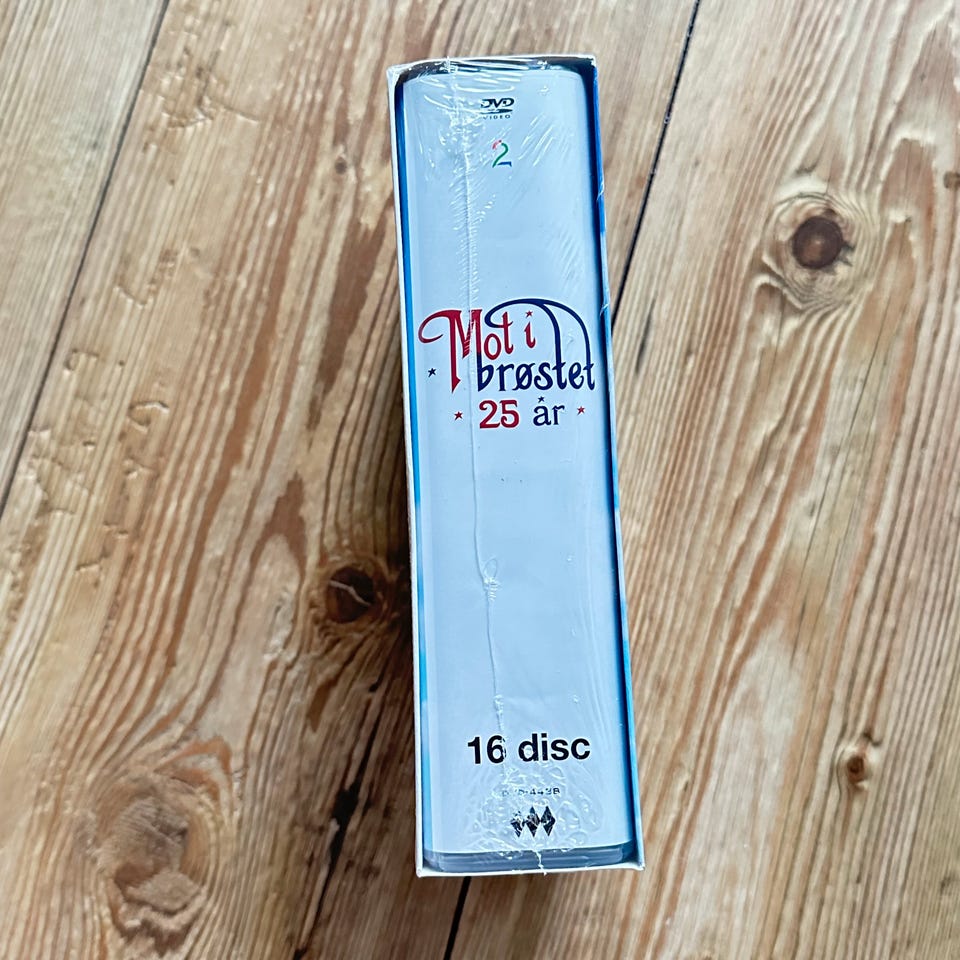 DVD
VIDEO
2
Mot i
brøstet
25 år
16 disc